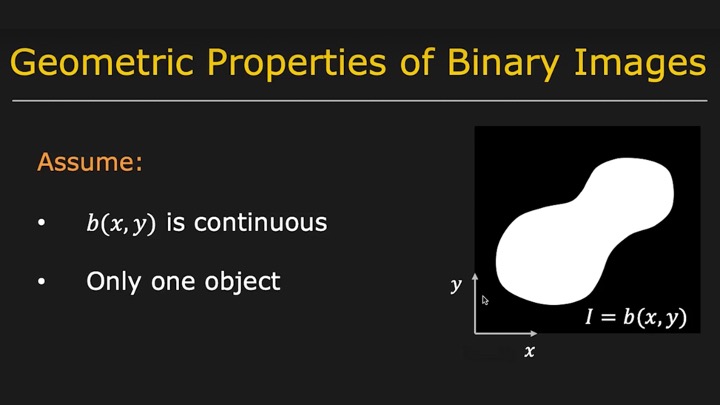 Geometric Properties of Binary Images
Assume:
• b(x, y) is continuous
• Only one object
y
I = b(x, y)
x